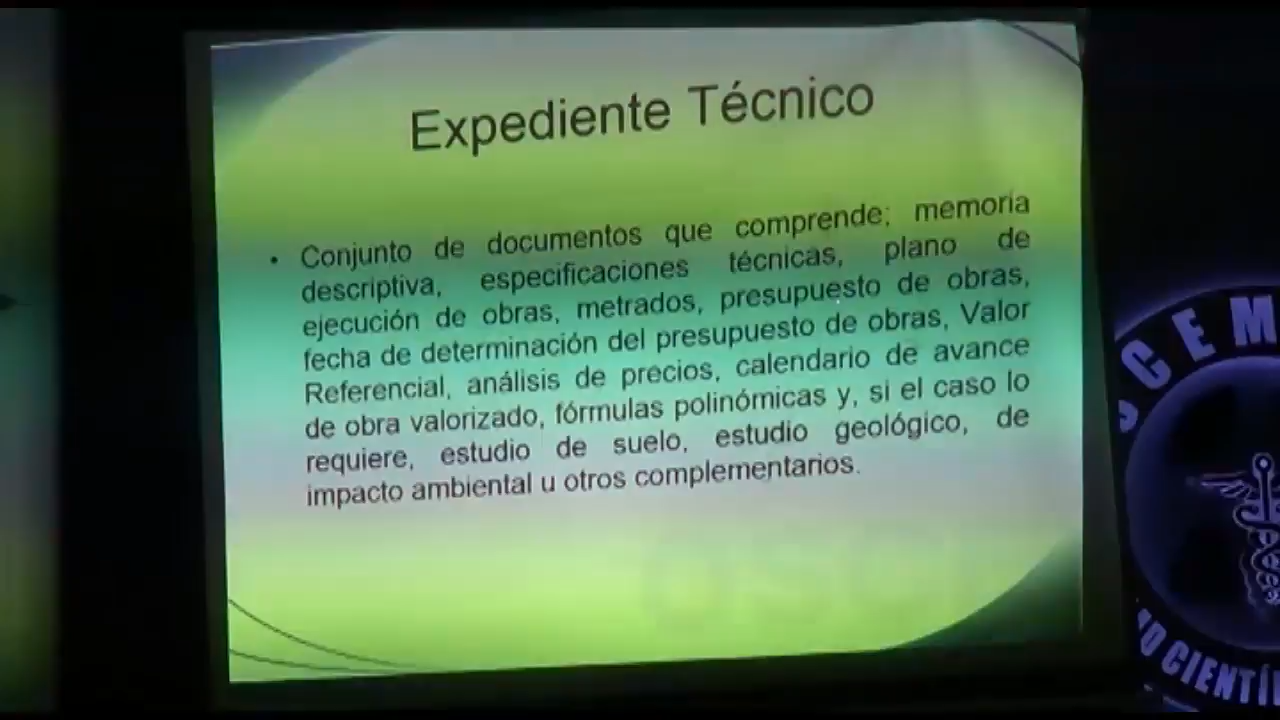 Expediente Técnico
• Conjunto de documentos que comprende; memoria
descriptiva, especificaciones técnicas, plano de
ejecución de obras, metrados, presupuesto de obras,
fecha de determinación del presupuesto de obras, Valor
Referencial, análisis de precios, calendario de avance
de obra valorizado, fórmulas polinómicas y, si el caso lo
requiere, estudio de suelo, estudio geológico, de
impacto ambiental u otros complementarios.
CEM
CIENTÍ